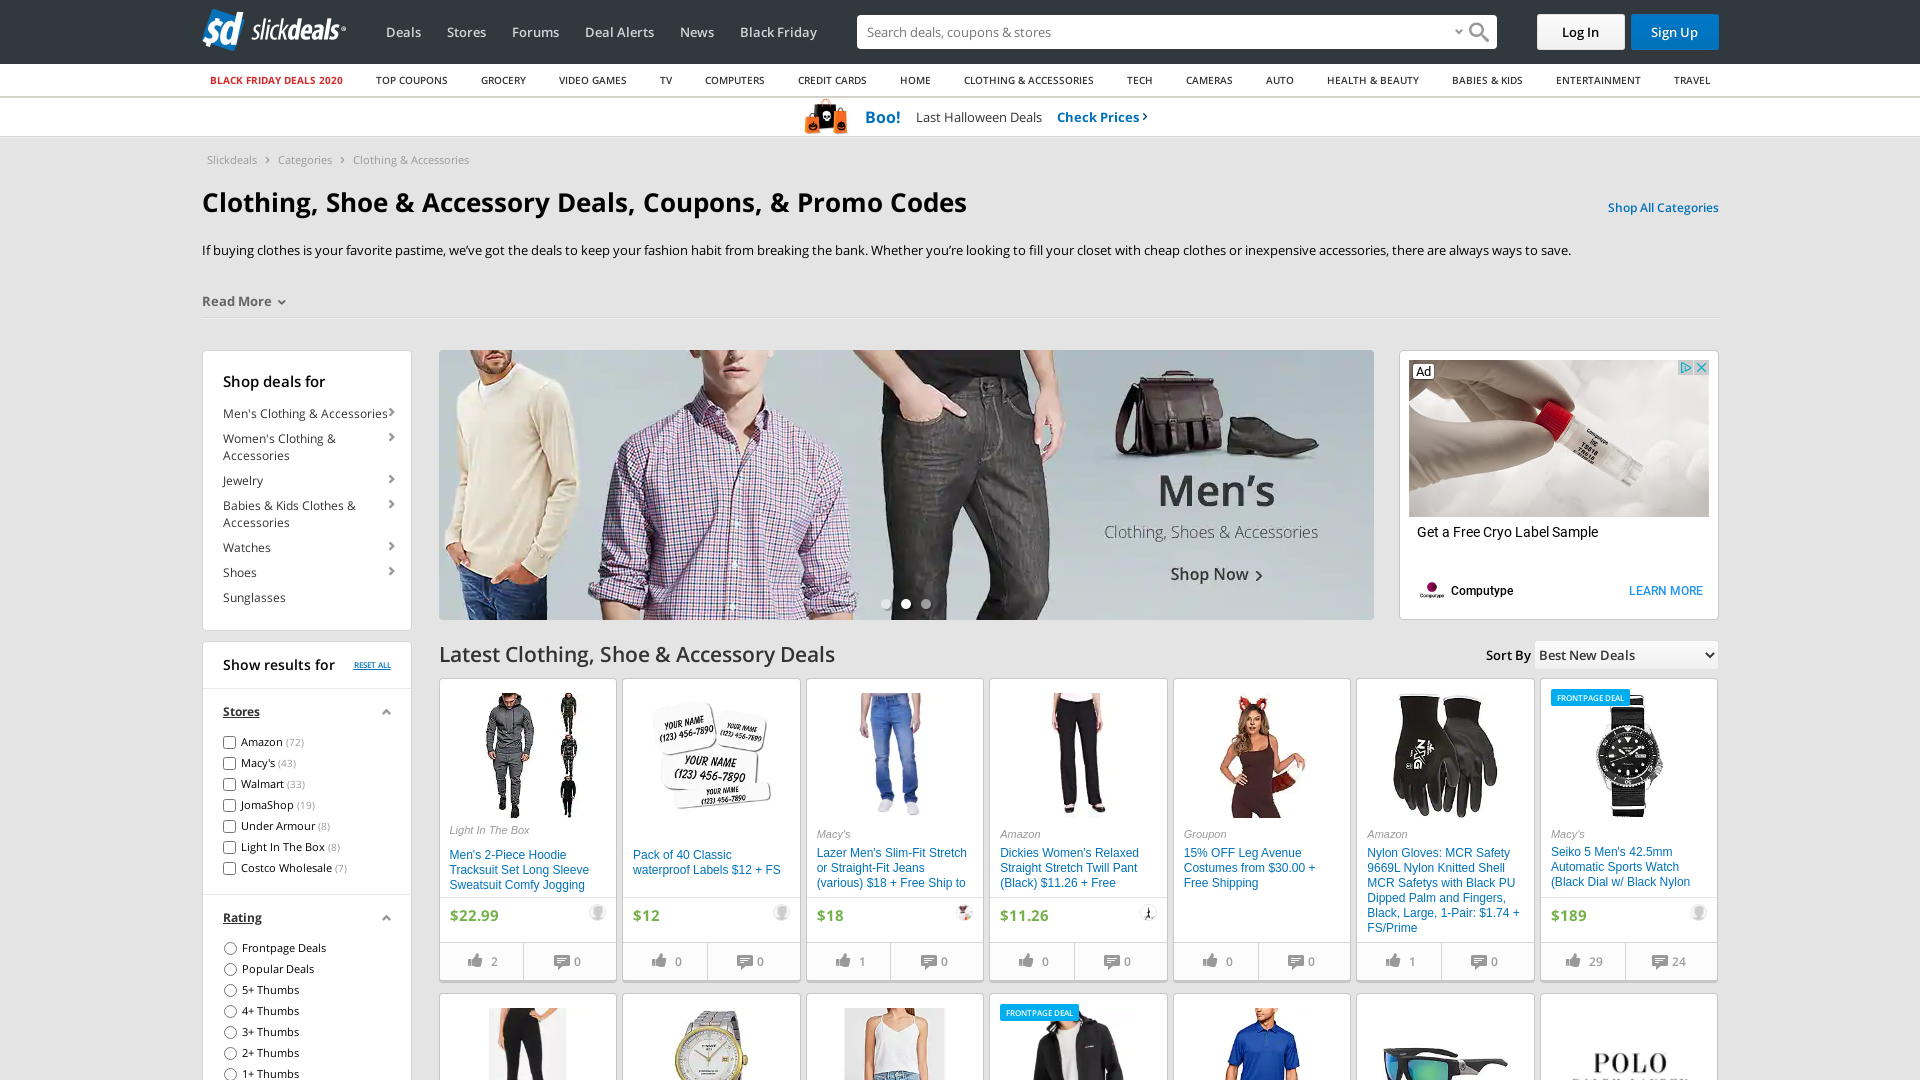 slickdeals
Deals
Stores
Forums
Deal Alerts
News
Black Friday
Search deals, coupons & stores
Log In
Sign Up
BLACK FRIDAY DEALS 2020
TOP COUPONS
GROCERY
VIDEO GAMES
TV
COMPUTERS
CREDIT CARDS
HOME
CLOTHING & ACCESSORIES
TECH
CAMERAS
AUTO
HEALTH & BEAUTY
BABIES & KIDS
ENTERTAINMENT
TRAVEL
Boo! Last Halloween Deals Check Prices
Slickdeals > Categories > Clothing & Accessories
Clothing, Shoe & Accessory Deals, Coupons, & Promo Codes
Shop All Categories
If buying clothes is your favorite pastime, we’ve got the deals to keep your fashion habit from breaking the bank. Whether you’re looking to fill your closet with cheap clothes or inexpensive accessories, there are always ways to save.
Read More
Shop deals for
Men's Clothing & Accessories
Women's Clothing &
Accessories
Jewelry
Babies & Kids Clothes &
Accessories
Watches
Shoes
Sunglasses
Men’s
Clothing, Shoes & Accessories
Shop Now
Ad
Get a Free Cryo Label Sample
Computype
LEARN MORE
Show results for
RESET ALL
Stores
Amazon (72)
Macy's (43)
Walmart (33)
JomaShop (19)
Under Armour (8)
Light In The Box (8)
Costco Wholesale (7)
Rating
Frontpage Deals
Popular Deals
5+ Thumbs
4+ Thumbs
3+ Thumbs
2+ Thumbs
1+ Thumbs
Latest Clothing, Shoe & Accessory Deals
Sort By Best New Deals
Light In The Box
Men's 2-Piece Hoodie
Tracksuit Set Long Sleeve
Sweatsuit Comfy Jogging
$22.99
2
0
YOUR NAME
(123) 456-7890
YOUR NAME
(123) 456-7890
YOUR NAME
(123) 456-7890
YOUR NAME
(123) 456-7890
Pack of 40 Classic
waterproof Labels $12 + FS
$12
0
0
Macy's
Lazer Men's Slim-Fit Stretch
or Straight-Fit Jeans
(various) $18 + Free Ship to
$18
1
0
Amazon
Dickies Women's Relaxed
Straight Stretch Twill Pant
(Black) $11.26 + Free
$11.26
0
0
Groupon
15% OFF Leg Avenue
Costumes from $30.00 +
Free Shipping
0
0
Amazon
Nylon Gloves: MCR Safety
9669L Nylon Knitted Shell
MCR Safetys with Black PU
Dipped Palm and Fingers,
Black, Large, 1-Pair: $1.74 +
FS/Prime
1
0
FRONTPAGE DEAL
Macy's
Seiko 5 Men's 42.5mm
Automatic Sports Watch
(Black Dial w/ Black Nylon
$189
29
24
FRONTPAGE DEAL
POLO